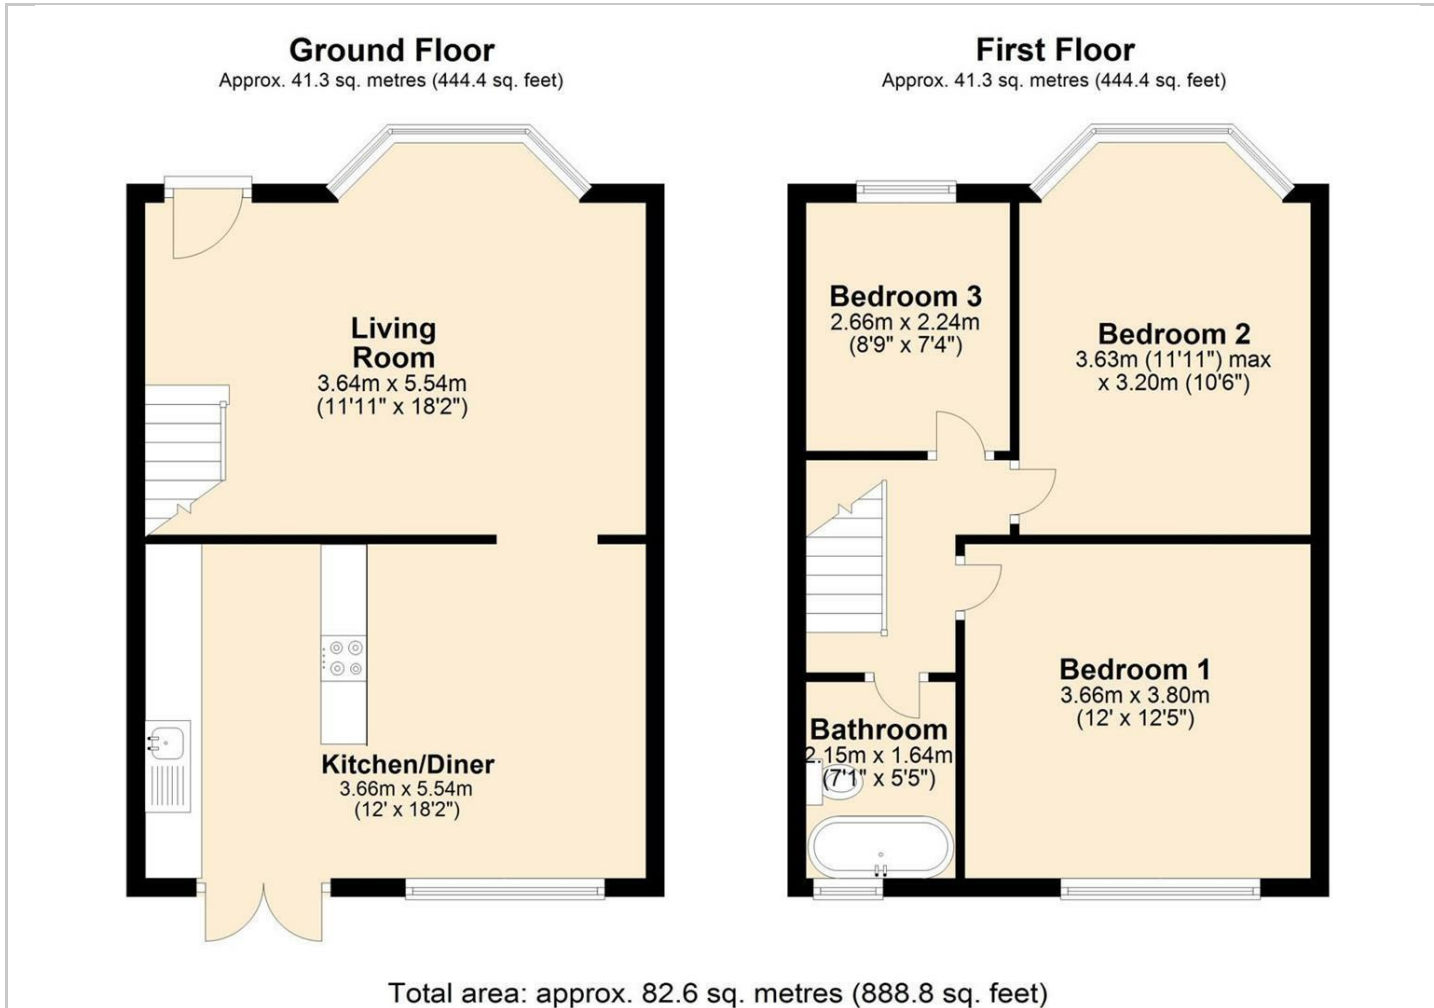 Ground Floor
Approx. 41.3 sq. metres (444.4 sq. feet)
Living
Room
3.64m x 5.54m
(11'11" x 18'2")
Kitchen/Diner
3.66m x 5.54m
(12' x 18'2")
First Floor
Approx. 41.3 sq. metres (444.4 sq. feet)
Bedroom 3
2.66m x 2.24m
(8'9" x 7'4")
Bedroom 2
3.63m (11'11") max
x 3.20m (10'6")
Bedroom 1
3.66m x 3.80m
(12' x 12'5")
Bathroom
2.15m x 1.64m
(7'1" x 5'5")
Total area: approx. 82.6 sq. metres (888.8 sq. feet)